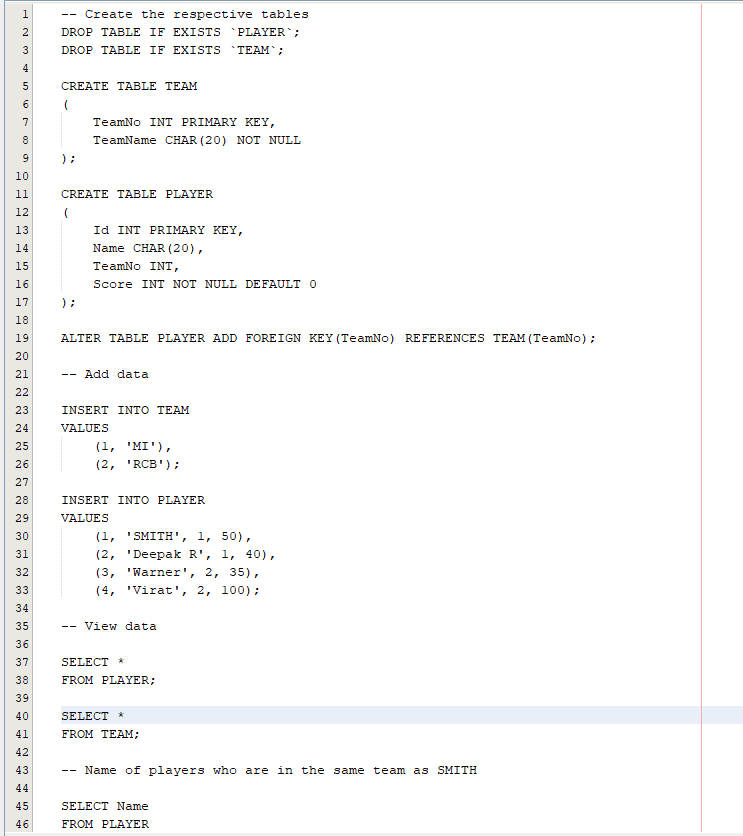 1 -- Create the respective tables
2 DROP TABLE IF EXISTS `PLAYER`;
3 DROP TABLE IF EXISTS `TEAM`;
4
5 CREATE TABLE TEAM
6 (
7 TeamNo INT PRIMARY KEY,
8 TeamName CHAR(20) NOT NULL
9 );
10
11 CREATE TABLE PLAYER
12 (
13 Id INT PRIMARY KEY,
14 Name CHAR(20),
15 TeamNo INT,
16 Score INT NOT NULL DEFAULT 0
17 );
18
19 ALTER TABLE PLAYER ADD FOREIGN KEY(TeamNo) REFERENCES TEAM(TeamNo);
20
21 -- Add data
22
23 INSERT INTO TEAM
24 VALUES
25 (1, 'MI'),
26 (2, 'RCB');
27
28 INSERT INTO PLAYER
29 VALUES
30 (1, 'SMITH', 1, 50),
31 (2, 'Deepak R', 1, 40),
32 (3, 'Warner', 2, 35),
33 (4, 'Virat', 2, 100);
34
35 -- View data
36
37 SELECT *
38 FROM PLAYER;
39
40 SELECT *
41 FROM TEAM;
42
43 -- Name of players who are in the same team as SMITH
44
45 SELECT Name
46 FROM PLAYER